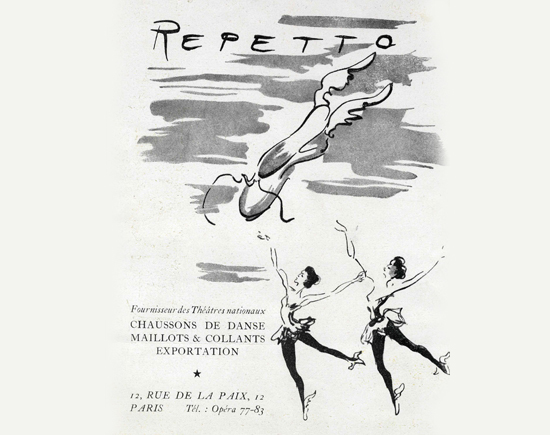 REPETTO
Fournisseur des Théâtres nationaux
CHAUSSONS DE DANSE
MAILLOTS & COLLANTS
EXPORTATION
12, RUE DE LA PAIX, 12
PARIS Tél. : Opéra 77-83